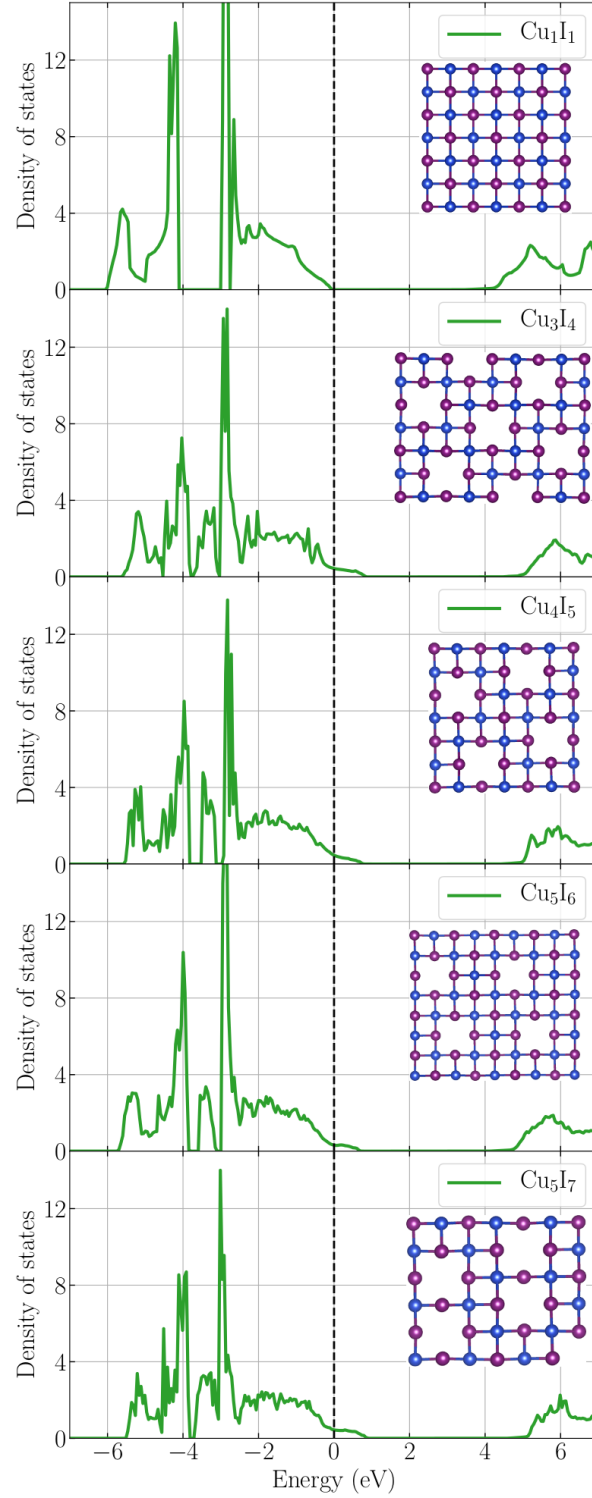 Cu₁I₁
12
8
4
0
Density of states
Cu₃I₄
12
8
4
0
Density of states
Cu₄I₅
12
8
4
0
Density of states
Cu₅I₆
12
8
4
0
Density of states
Cu₅I₇
12
8
4
0
Density of states
−6 −4 −2 0 2 4 6
Energy (eV)